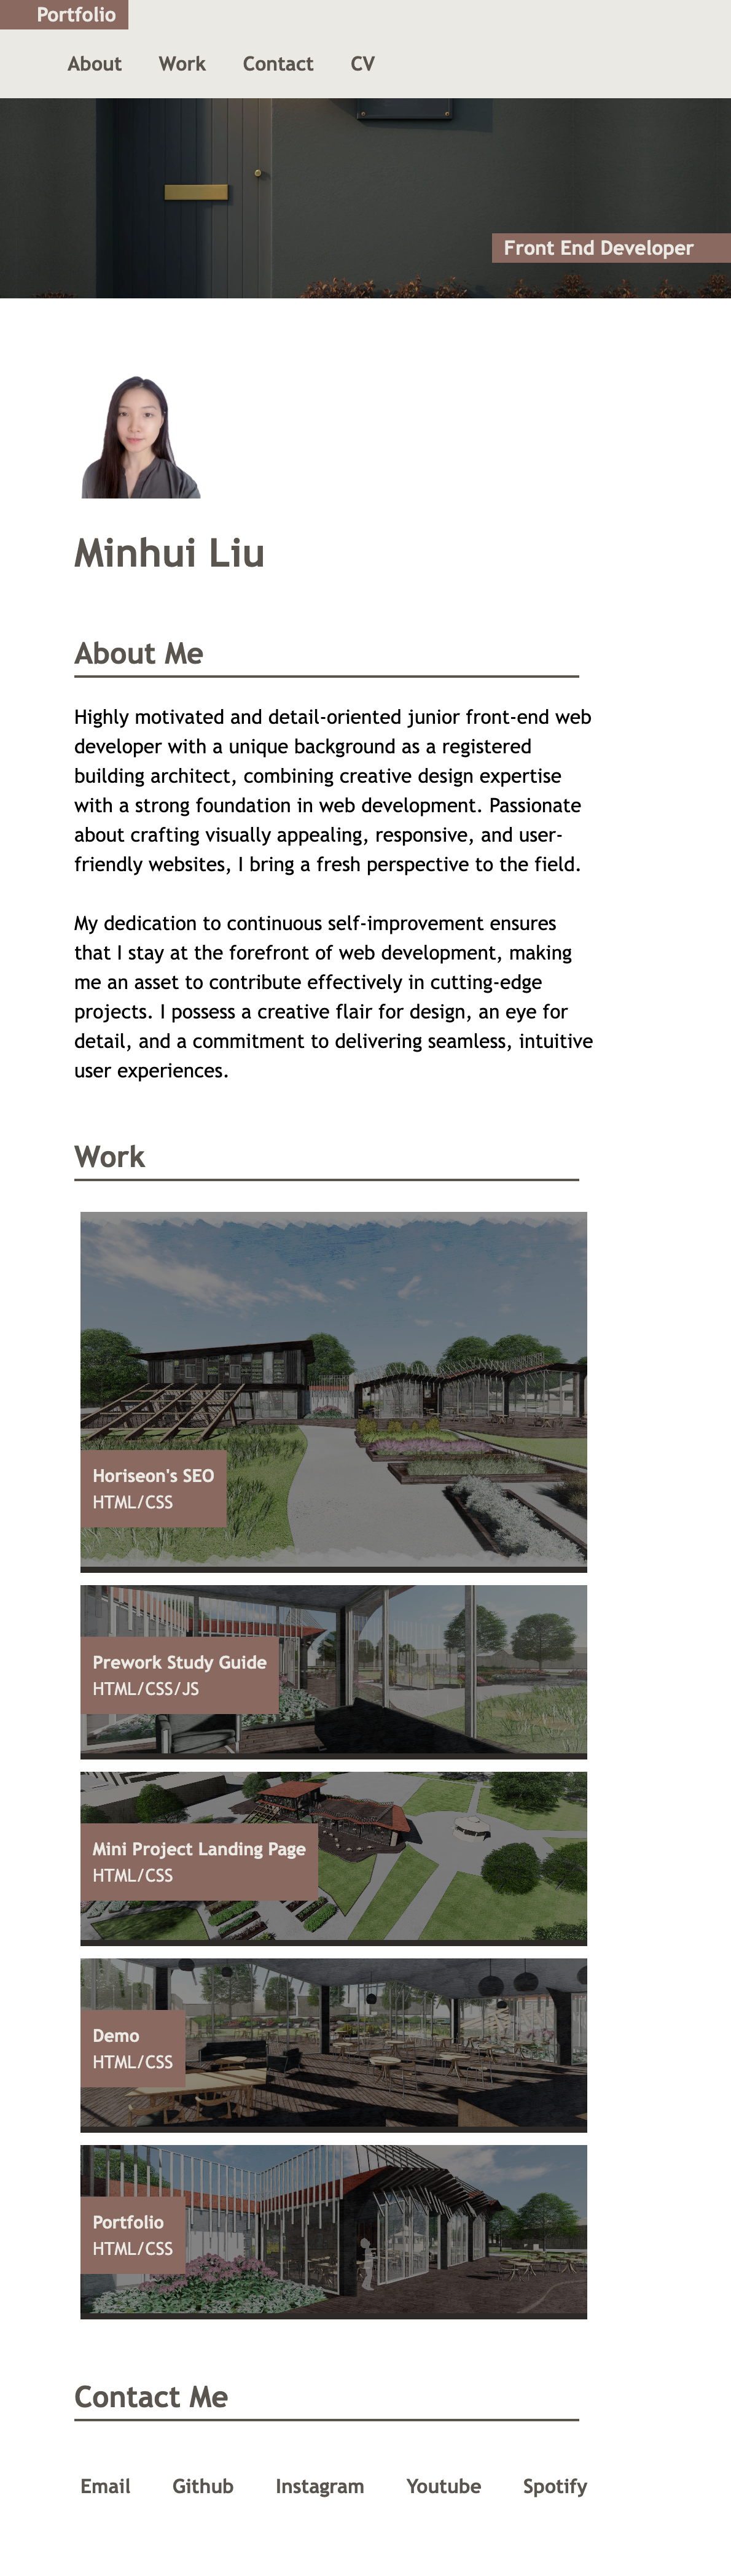 Portfolio
About Work Contact CV
Front End Developer
Minhui Liu
About Me
Highly motivated and detail-oriented junior front-end web
developer with a unique background as a registered
building architect, combining creative design expertise
with a strong foundation in web development. Passionate
about crafting visually appealing, responsive, and user-
friendly websites, I bring a fresh perspective to the field.
My dedication to continuous self-improvement ensures
that I stay at the forefront of web development, making
me an asset to contribute effectively in cutting-edge
projects. I possess a creative flair for design, an eye for
detail, and a commitment to delivering seamless, intuitive
user experiences.
Work
Horiseon's SEO
HTML/CSS
Prework Study Guide
HTML/CSS/JS
Mini Project Landing Page
HTML/CSS
Demo
HTML/CSS
Portfolio
HTML/CSS
Contact Me
Email Github Instagram Youtube Spotify